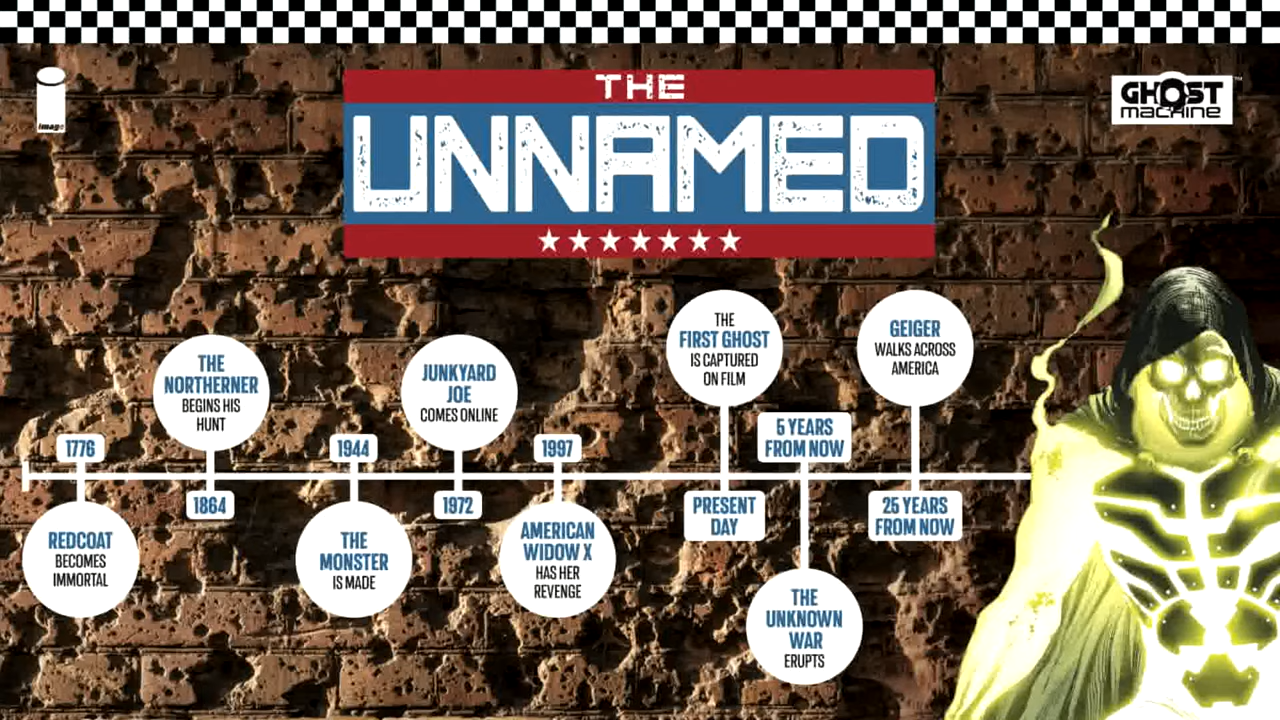 image
GHOST
machine
™
THE
UNNAMED
1776
REDCOAT
BECOMES
IMMORTAL
THE
NORTHERNER
BEGINS HIS
HUNT
1864
1944
THE
MONSTER
IS MADE
JUNKYARD
JOE
COMES ONLINE
1972
1997
AMERICAN
WIDOW X
HAS HER
REVENGE
THE
FIRST GHOST
IS CAPTURED
ON FILM
PRESENT
DAY
5 YEARS
FROM NOW
THE
UNKNOWN
WAR
ERUPTS
GEIGER
WALKS ACROSS
AMERICA
25 YEARS
FROM NOW